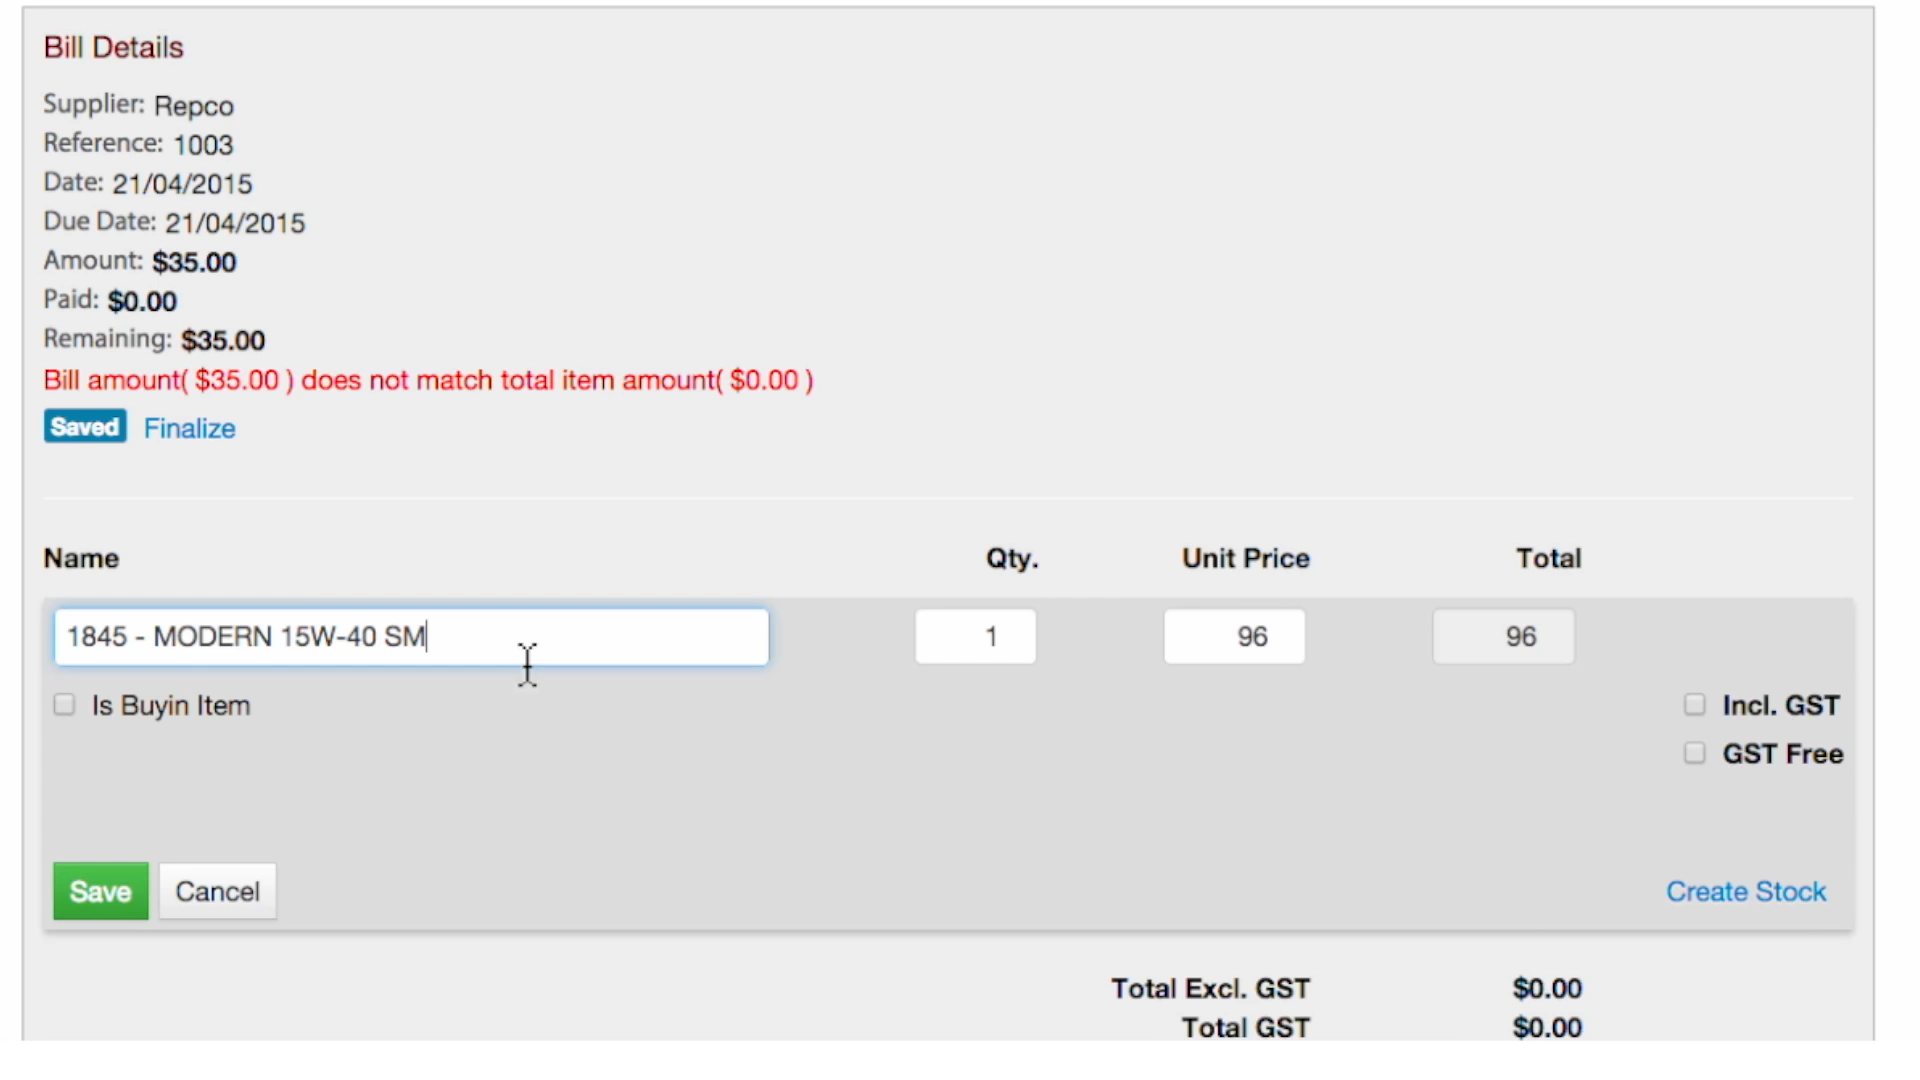 Bill Details
Supplier: Repco
Reference: 1003
Date: 21/04/2015
Due Date: 21/04/2015
Amount: $35.00
Paid: $0.00
Remaining: $35.00
Bill amount( $35.00 ) does not match total item amount( $0.00 )
Saved Finalize
Name Qty. Unit Price Total
1845 - MODERN 15W-40 SM 1 96 96
Is Buyin Item Incl. GST
GST Free
Save Cancel Create Stock
Total Excl. GST $0.00
Total GST $0.00